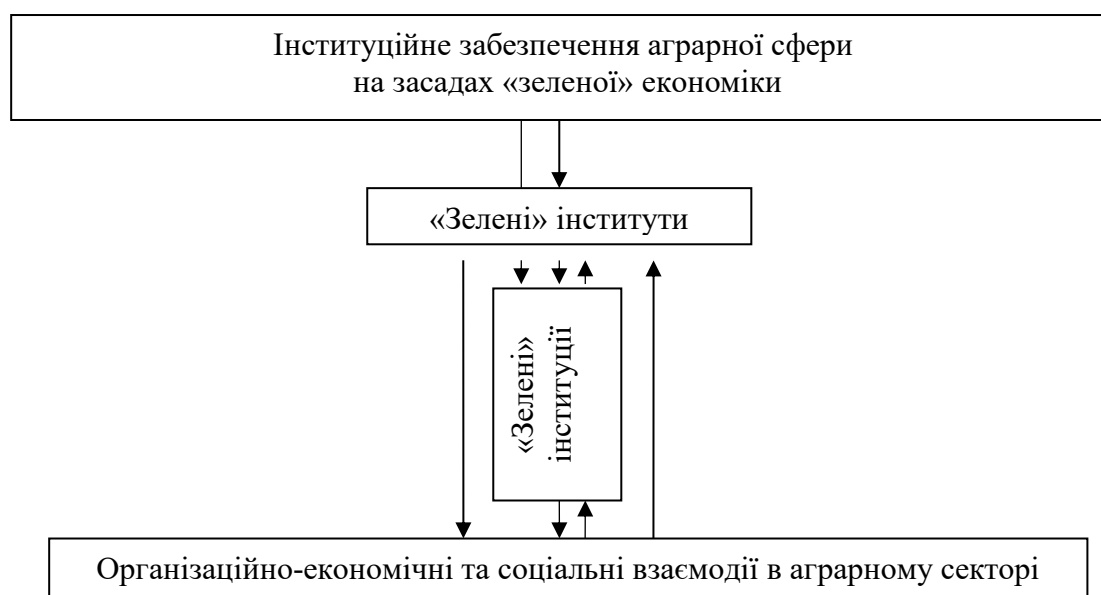 Інституційне забезпечення аграрної сфери
на засадах «зеленої» економіки
«Зелені» інститути
«Зелені»
інституції
Організаційно-економічні та соціальні взаємодії в аграрному секторі